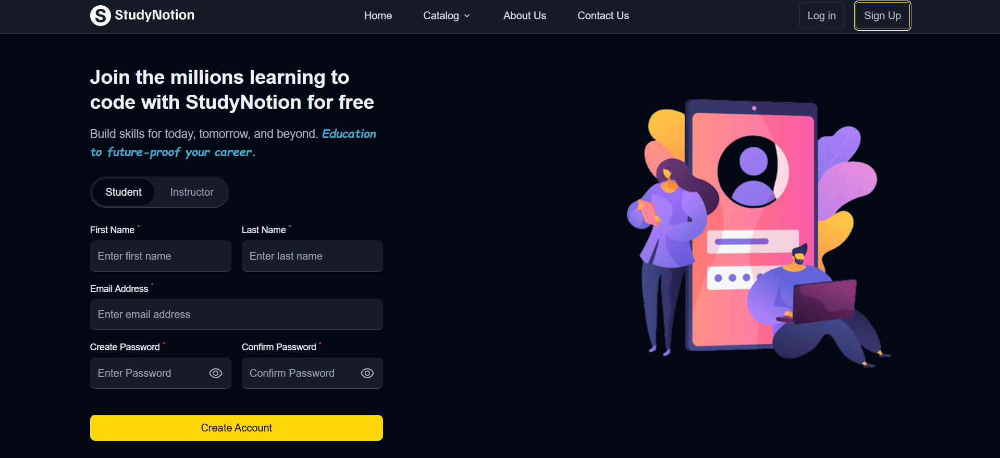 S StudyNotion
Home
Catalog
About Us
Contact Us
Log in
Sign Up
Join the millions learning to
code with StudyNotion for free
Build skills for today, tomorrow, and beyond. Education
to future-proof your career.
Student
Instructor
First Name *
Last Name *
Enter first name
Enter last name
Email Address *
Enter email address
Create Password *
Confirm Password *
Enter Password
Confirm Password
Create Account